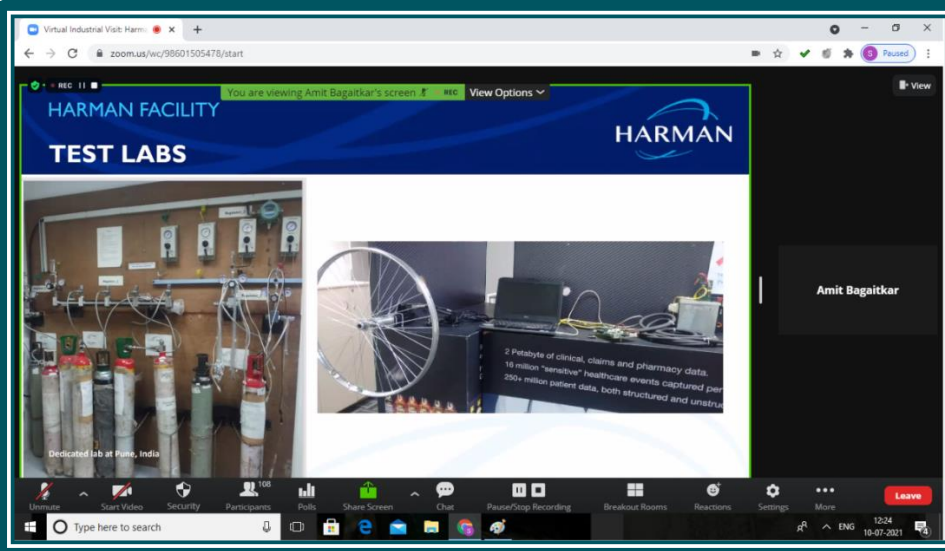 Virtual Industrial Visit: Harm
zoom.us/wc/98601505478/start
S Paused
REC
You are viewing Amit Bagaitkar's screen
REC
View Options
View
HARMAN FACILITY
TEST LABS
HARMAN
2 Petabyte of clinical, claims and pharmacy data.
16 million "sensitive" healthcare events captured per
250+ million patient data, both structured and unstru
Dedicated lab at Pune, India
Amit Bagaitkar
108
Unmute
Start Video
Security
Participants
Polls
Share Screen
Chat
Pause/Stop Recording
Breakout Rooms
Reactions
Settings
More
Leave
Type here to search
ENG
12:24
10-07-2021
4